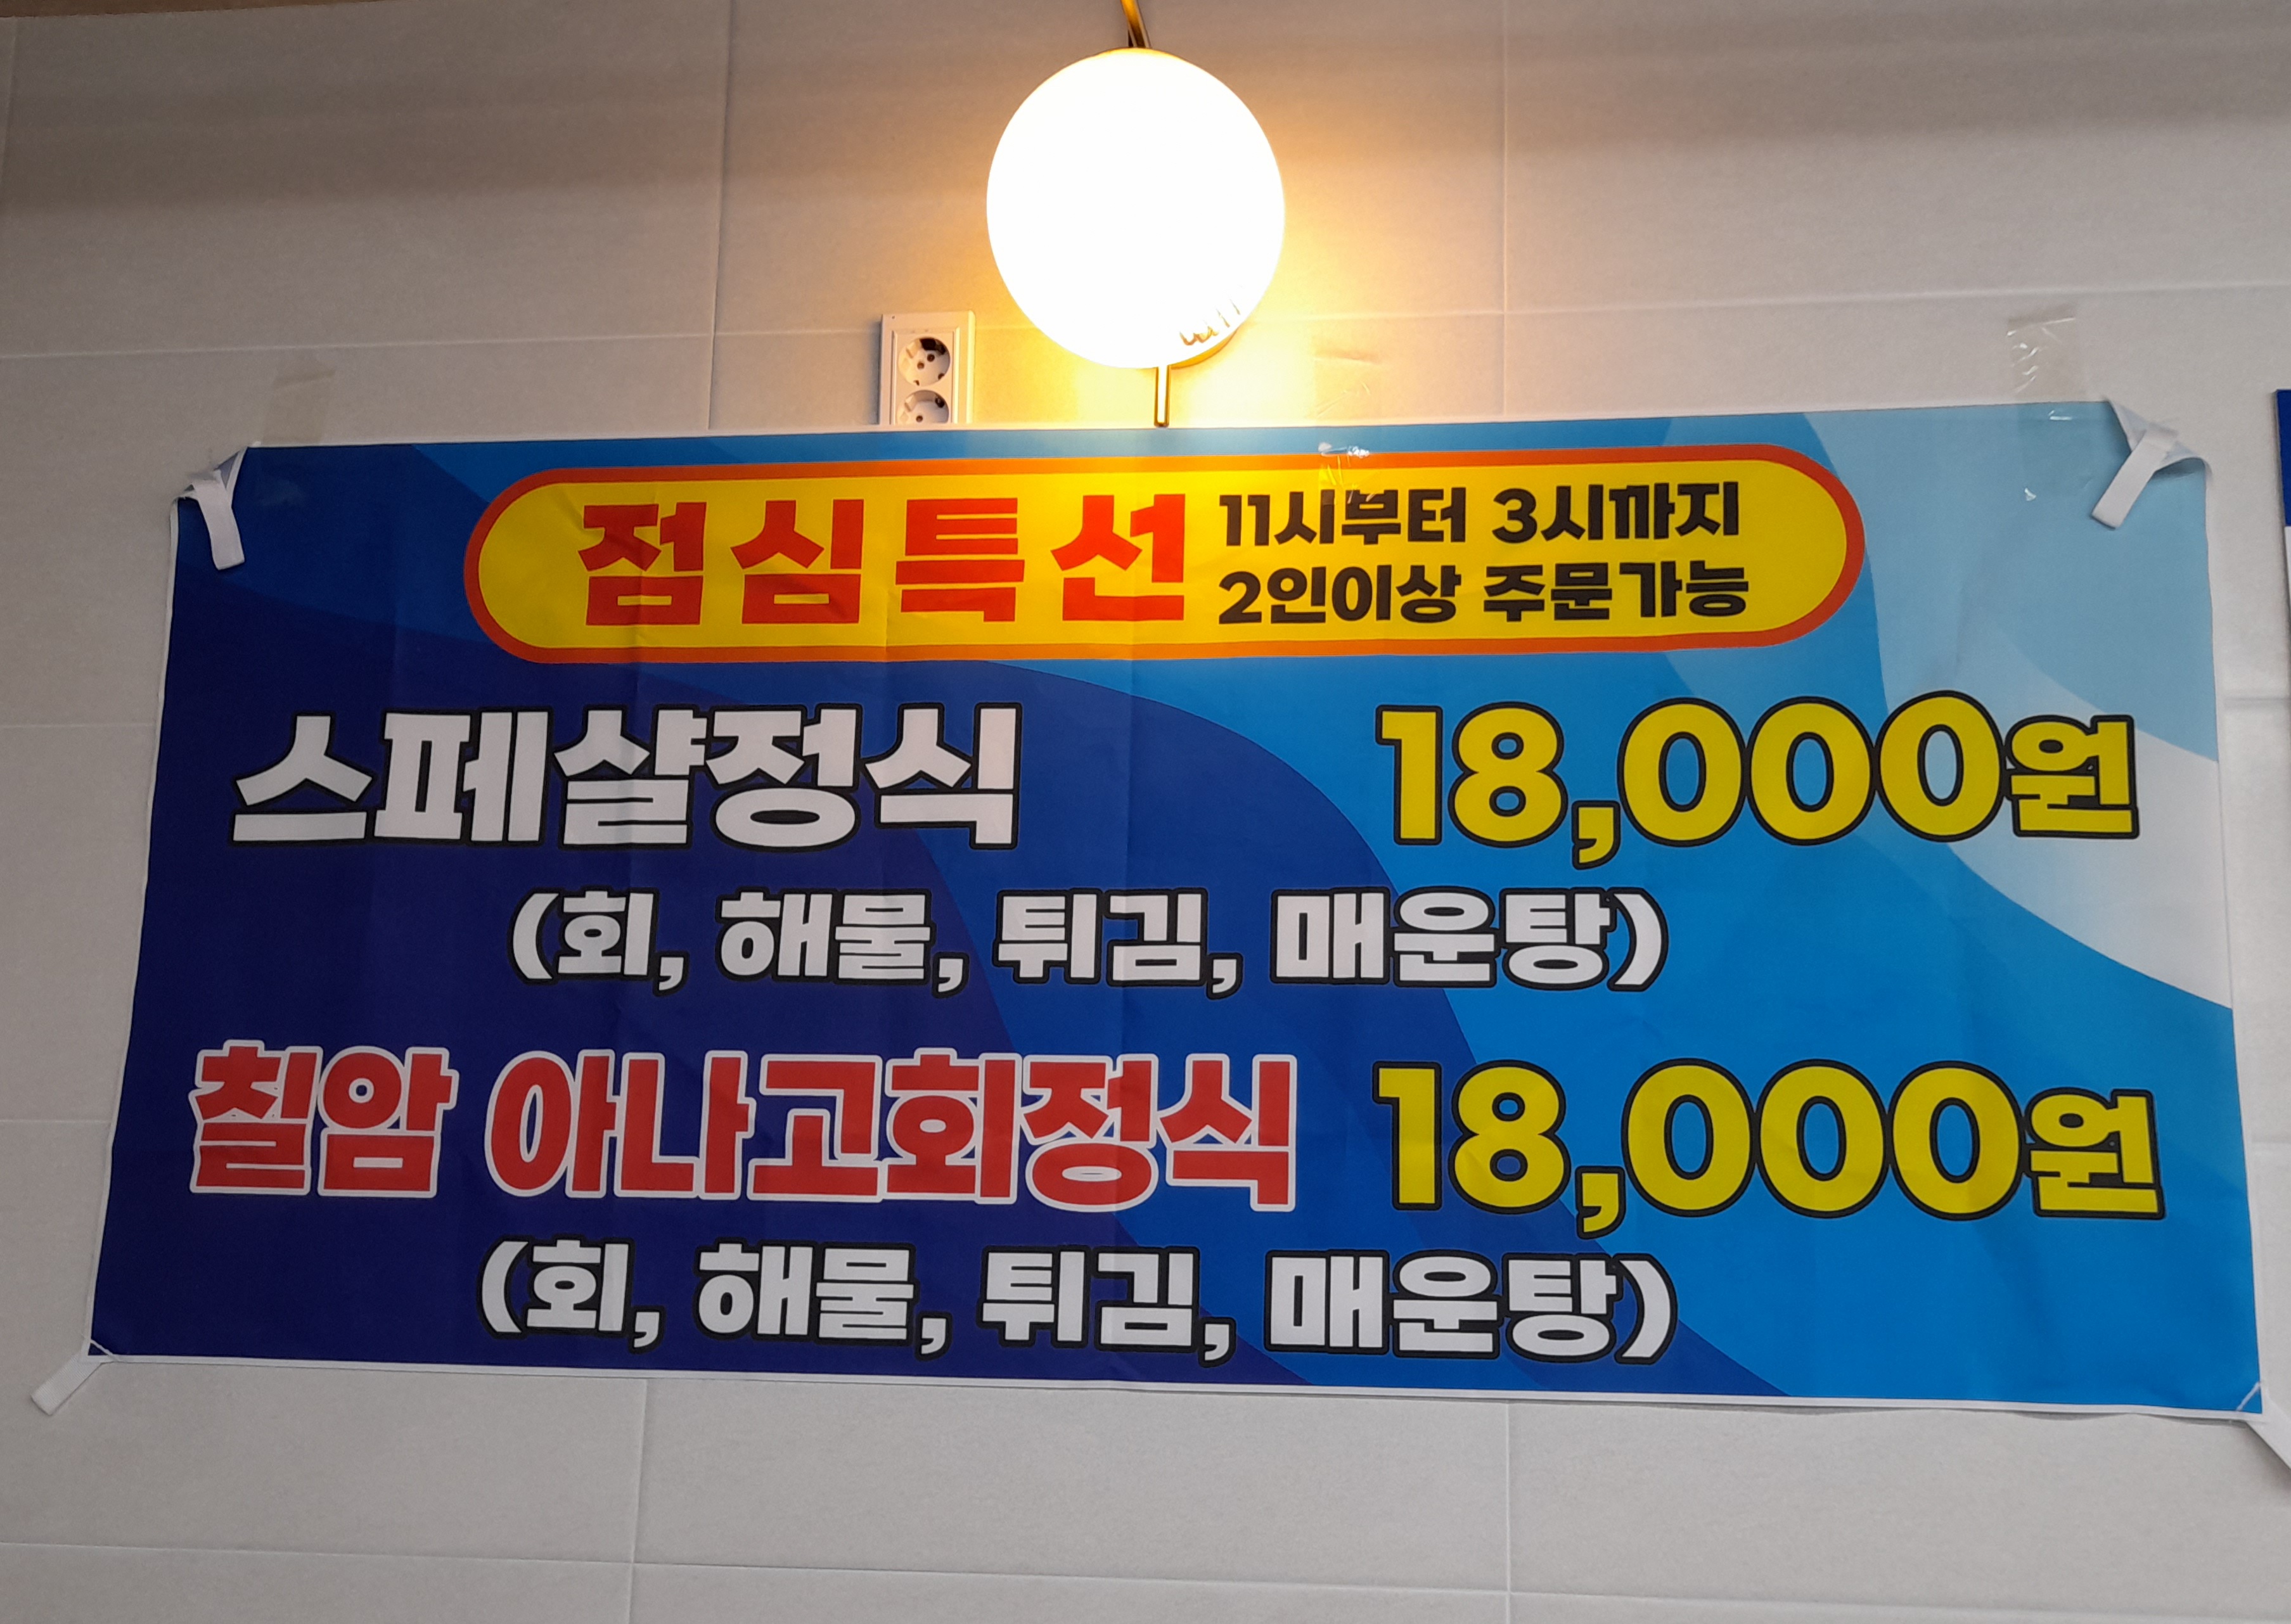 점심특선
11시부터 3시까지
2인이상 주문가능
스페샬정식 18,000원
(회, 해물, 튀김, 매운탕)
칠암 아나고회정식 18,000원
(회, 해물, 튀김, 매운탕)